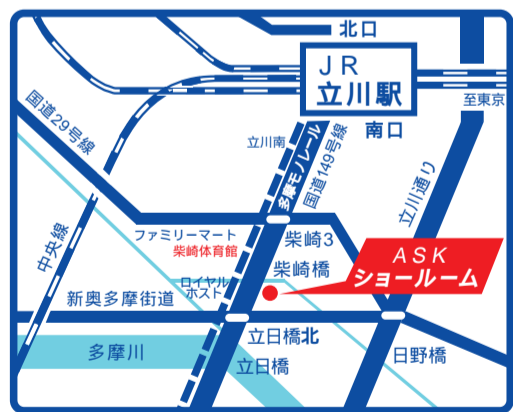 北口
JR
立川駅
至東京
南口
国道29号線
立川南
多摩モノレール
国道149号線
立川通り
ファミリーマート
柴崎体育館
柴崎3
柴崎橋
中央線
ロイヤル
ホスト
ASK
ショールーム
新奥多摩街道
立日橋北
多摩川
立日橋
日野橋